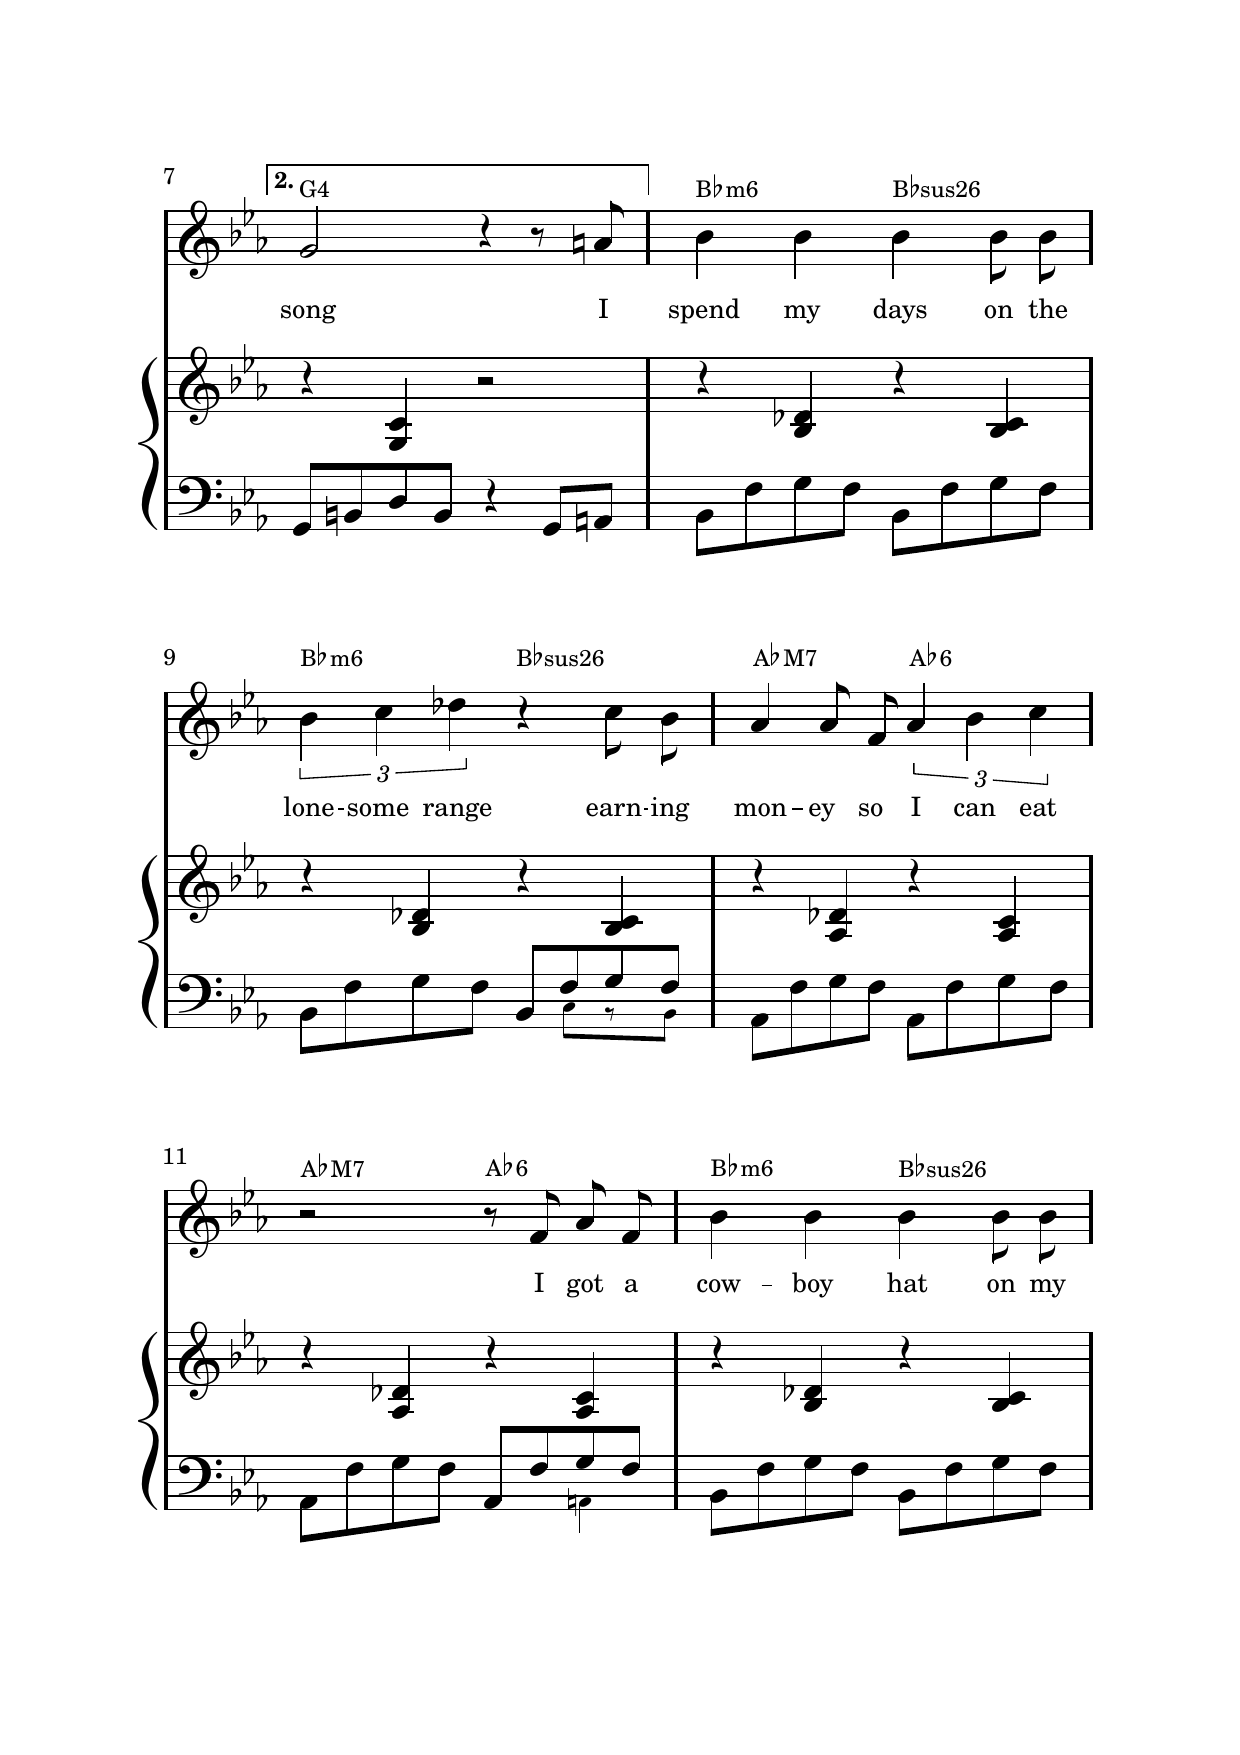 7
2.
G4 B♭m6 B♭sus26
song I spend my days on the
9
B♭m6 B♭sus26 A♭M7 A♭6
3 3
lone-some range earn-ing mon-ey so I can eat
11
A♭M7 A♭6 B♭m6 B♭sus26
I got a cow-boy hat on my